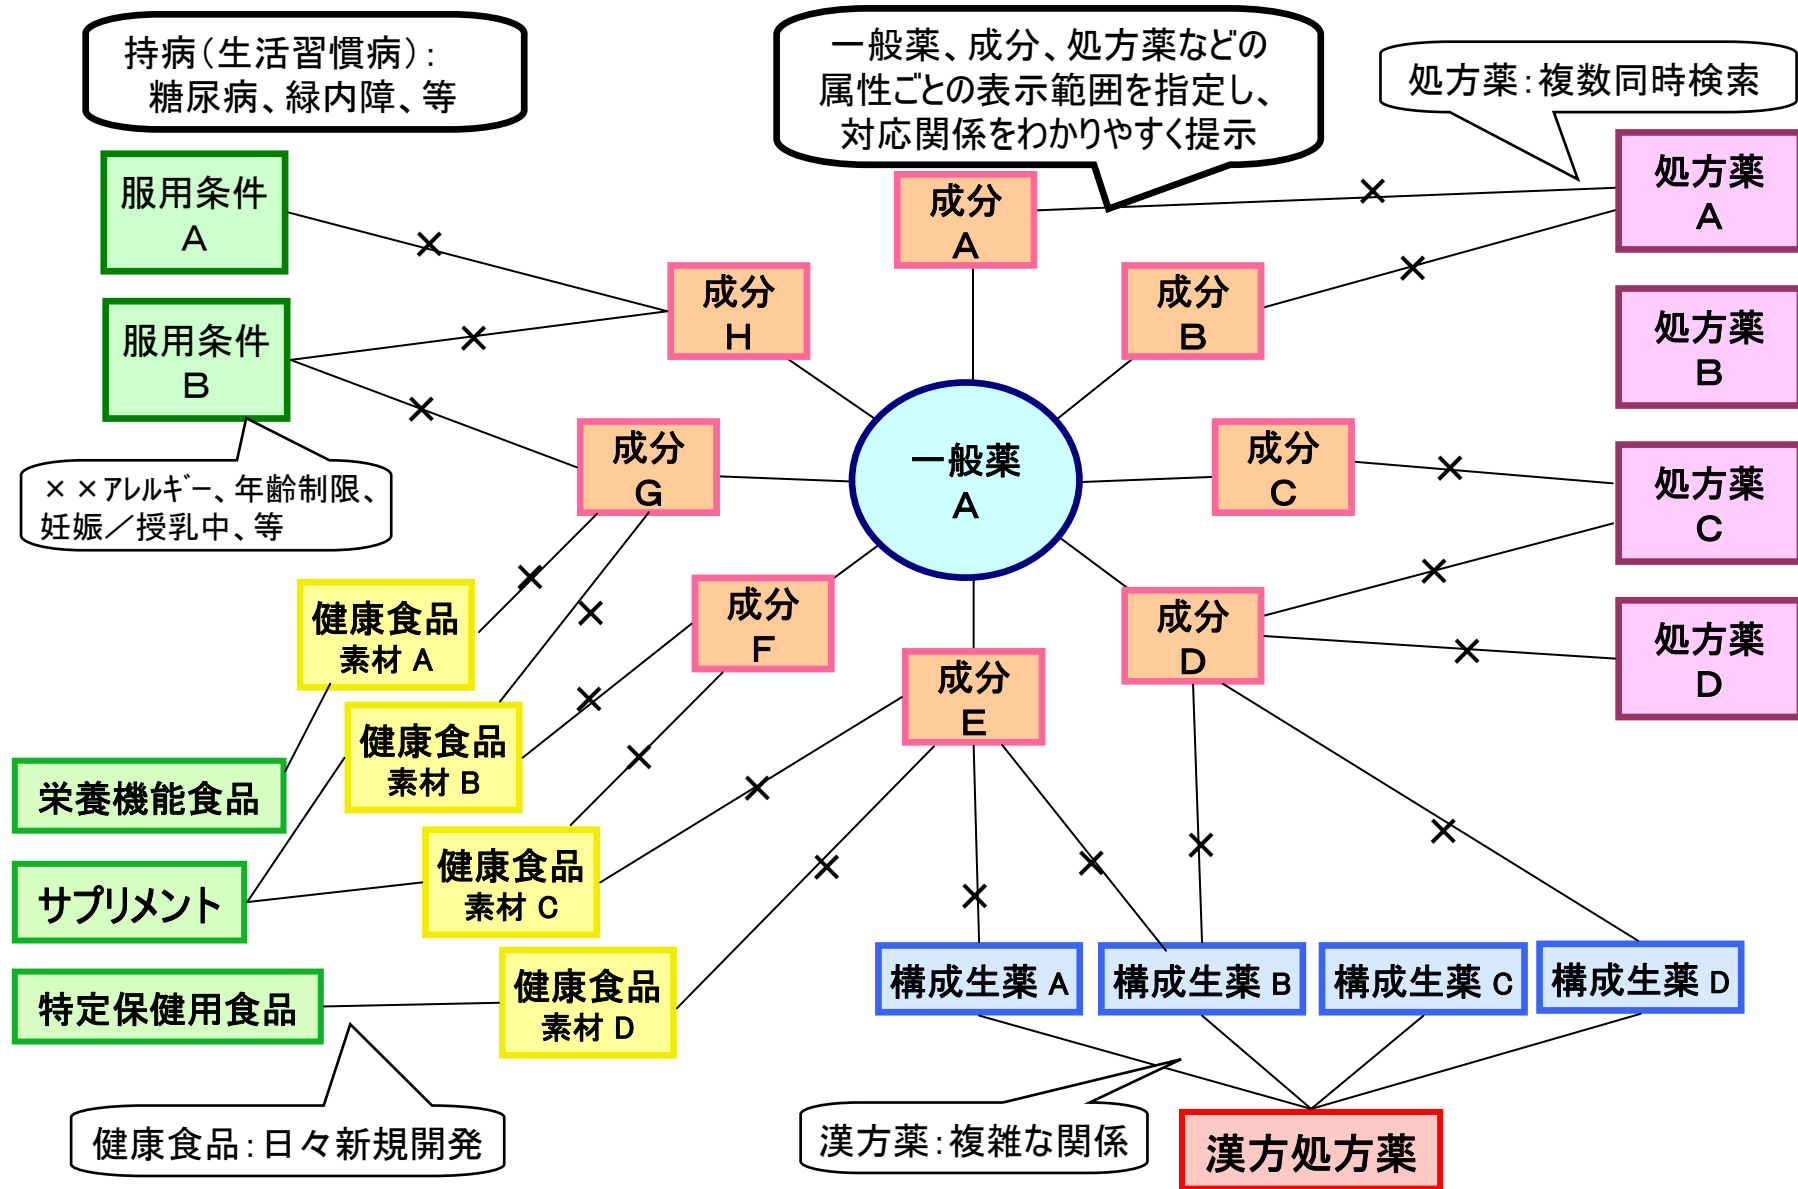 持病（生活習慣病）：
糖尿病、緑内障、等
一般薬、成分、処方薬などの
属性ごとの表示範囲を指定し、
対応関係をわかりやすく提示
処方薬：複数同時検索
服用条件
A
服用条件
B
××アレルギー、年齢制限、
妊娠／授乳中、等
成分
A
成分
H
成分
B
成分
G
成分
C
一般薬
A
成分
F
成分
D
成分
E
処方薬
A
処方薬
B
処方薬
C
処方薬
D
健康食品
素材 A
健康食品
素材 B
健康食品
素材 C
健康食品
素材 D
栄養機能食品
サプリメント
特定保健用食品
構成生薬 A
構成生薬 B
構成生薬 C
構成生薬 D
健康食品：日々新規開発
漢方薬：複雑な関係
漢方処方薬